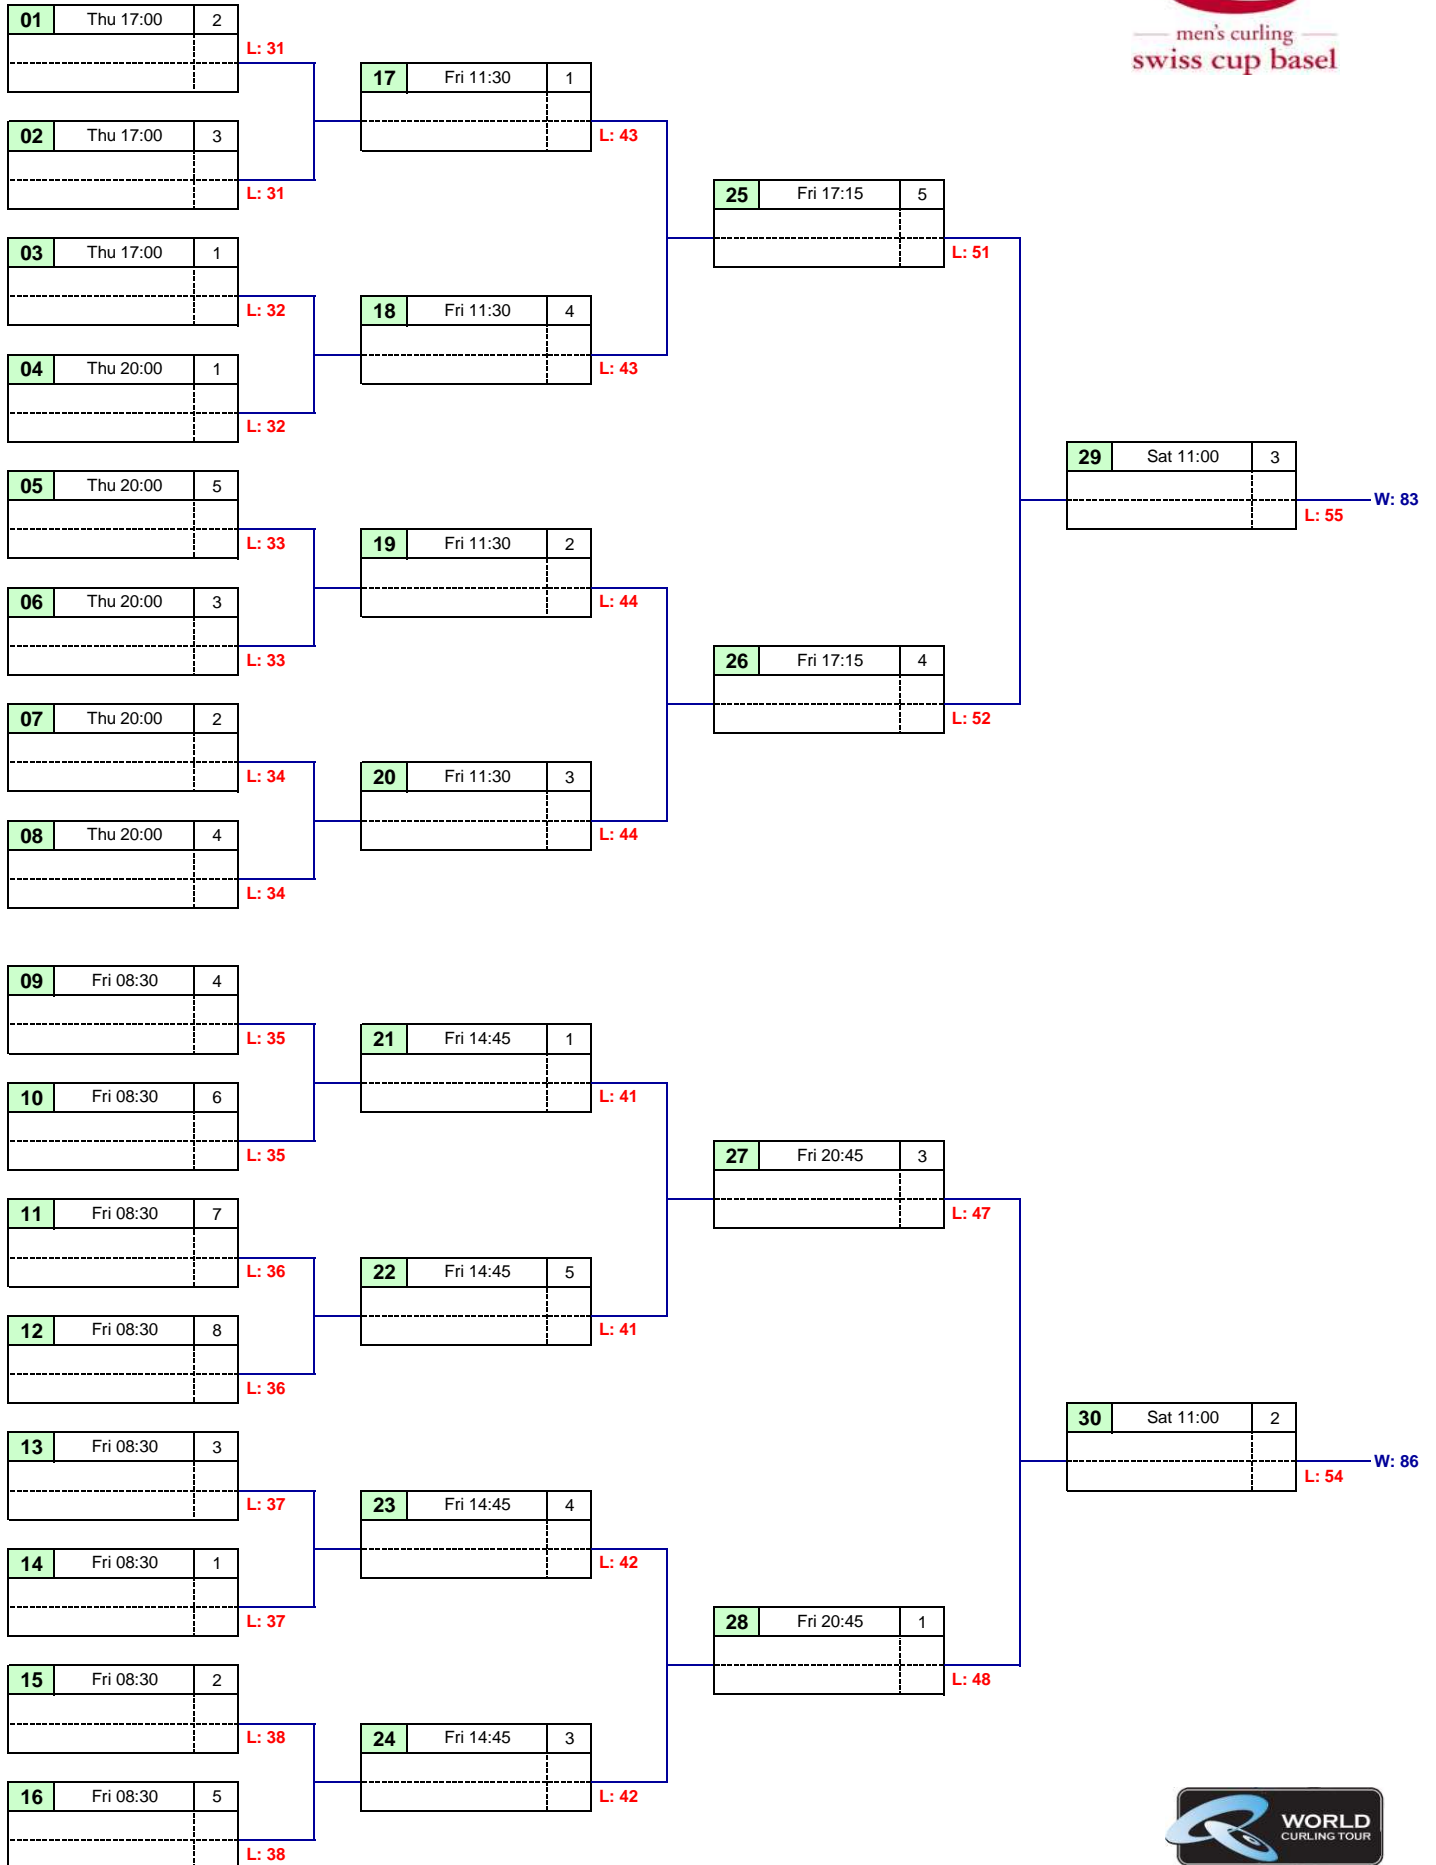 01 Thu 17:00 2
L: 31
men's curling
swiss cup basel
17 Fri 11:30 1
02 Thu 17:00 3
L: 43
L: 31
25 Fri 17:15 5
03 Thu 17:00 1
L: 51
L: 32
18 Fri 11:30 4
04 Thu 20:00 1
L: 43
L: 32
29 Sat 11:00 3
05 Thu 20:00 5
W: 83
L: 55
L: 33
19 Fri 11:30 2
06 Thu 20:00 3
L: 44
L: 33
26 Fri 17:15 4
07 Thu 20:00 2
L: 52
L: 34
20 Fri 11:30 3
08 Thu 20:00 4
L: 44
L: 34
09 Fri 08:30 4
L: 35
21 Fri 14:45 1
10 Fri 08:30 6
L: 41
L: 35
27 Fri 20:45 3
11 Fri 08:30 7
L: 47
L: 36
22 Fri 14:45 5
12 Fri 08:30 8
L: 41
L: 36
30 Sat 11:00 2
13 Fri 08:30 3
W: 86
L: 54
L: 37
23 Fri 14:45 4
14 Fri 08:30 1
L: 42
L: 37
28 Fri 20:45 1
15 Fri 08:30 2
L: 48
L: 38
24 Fri 14:45 3
16 Fri 08:30 5
L: 42
WORLD
CURLING TOUR
L: 38